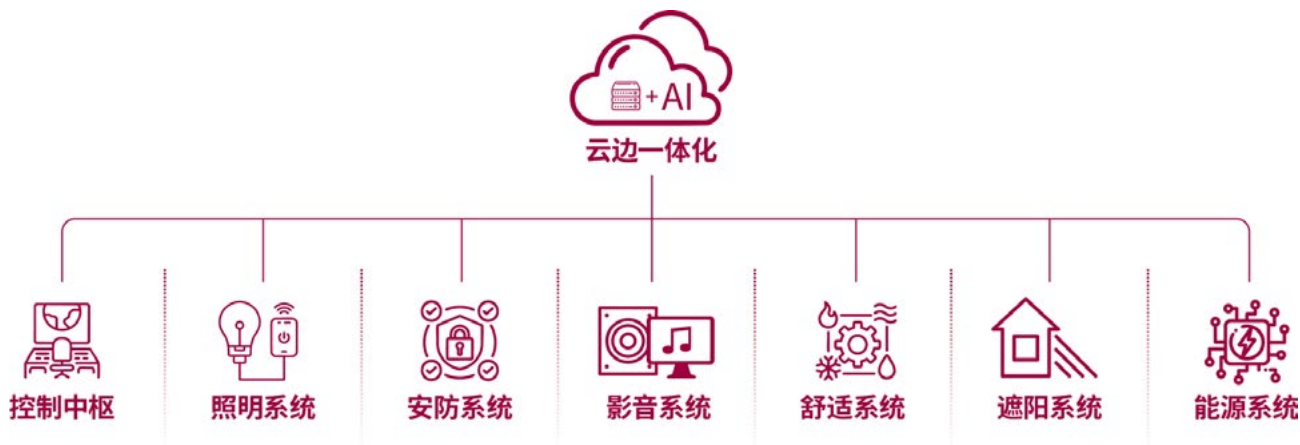 +AI
云边一体化
控制中枢
照明系统
安防系统
影音系统
舒适系统
遮阳系统
能源系统